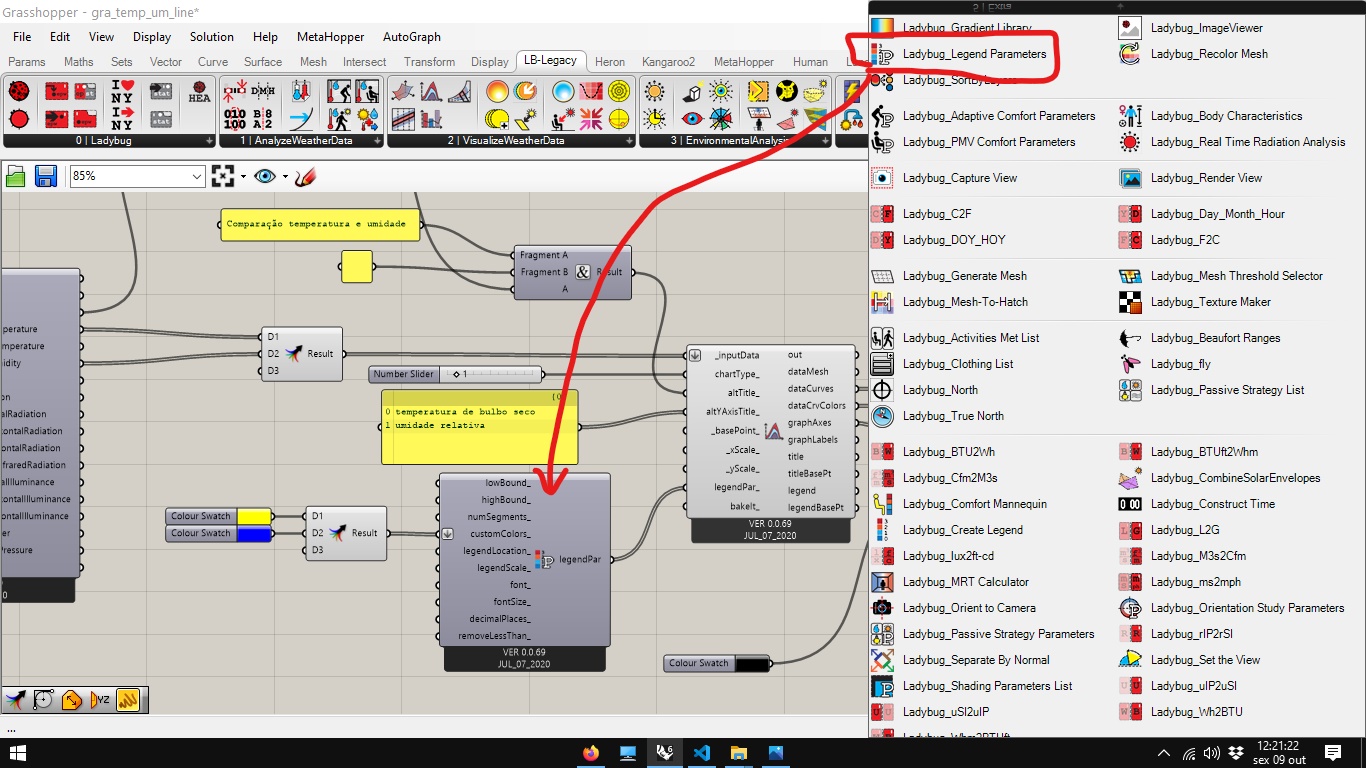 Grasshopper - gra_temp_um_line*
File Edit View Display Solution Help MetaHopper AutoGraph
Params Maths Sets Vector Curve Surface Mesh Intersect Transform Display LB-Legacy Heron Kangaroo2 MetaHopper Human
0 | Ladybug
1 | AnalyzeWeatherData
2 | VisualizeWeatherData
3 | EnvironmentalAnalysis
85%
Comparação temperatura e umidade
Fragment A
Fragment B
A
&
Result
perature
mperature
idity
on
alRadiation
ontalRadiation
ontalRadiation
fraredRadiation
alIlluminance
ontalIlluminance
ontalIlluminance
er
Pressure
0
D1
D2
D3
Result
Number Slider
1
0 temperatura de bulbo seco
1 umidade relativa
Colour Swatch
Colour Swatch
D1
D2
D3
Result
lowBound_
highBound_
numSegments_
customColors_
legendLocation_
legendScale_
font_
fontSize_
decimalPlaces_
removeLessThan_
legendPar
VER 0.0.69
JUL_07_2020
_inputData
chartType_
altTitle_
altYAxisTitle_
_basePoint_
_xScale_
_yScale_
legendPar_
bakeIt_
out
dataMesh
dataCurves
dataCrvColors
graphAxes
graphLabels
title
titleBasePt
legend
legendBasePt
VER 0.0.69
JUL_07_2020
Colour Swatch
...
Ladybug_Gradient Library
Ladybug_ImageViewer
Ladybug_Legend Parameters
Ladybug_Recolor Mesh
Ladybug_SortByLayers
Ladybug_Adaptive Comfort Parameters
Ladybug_Body Characteristics
Ladybug_PMV Comfort Parameters
Ladybug_Real Time Radiation Analysis
Ladybug_Capture View
Ladybug_Render View
Ladybug_C2F
Ladybug_Day_Month_Hour
Ladybug_DOY_HOY
Ladybug_F2C
Ladybug_Generate Mesh
Ladybug_Mesh Threshold Selector
Ladybug_Mesh-To-Hatch
Ladybug_Texture Maker
Ladybug_Activities Met List
Ladybug_Beaufort Ranges
Ladybug_Clothing List
Ladybug_fly
Ladybug_North
Ladybug_Passive Strategy List
Ladybug_True North
Ladybug_BTU2Wh
Ladybug_BTUft2Whm
Ladybug_Cfm2M3s
Ladybug_CombineSolarEnvelopes
Ladybug_Comfort Mannequin
Ladybug_Construct Time
Ladybug_Create Legend
Ladybug_L2G
Ladybug_lux2ft-cd
Ladybug_M3s2Cfm
Ladybug_MRT Calculator
Ladybug_ms2mph
Ladybug_Orient to Camera
Ladybug_Orientation Study Parameters
Ladybug_Passive Strategy Parameters
Ladybug_rIP2rSI
Ladybug_Separate By Normal
Ladybug_Set the View
Ladybug_Shading Parameters List
Ladybug_uIP2uSI
Ladybug_uSI2uIP
Ladybug_Wh2BTU
Ladybug_Whm2BTUft
12:21:22
sex 09 out